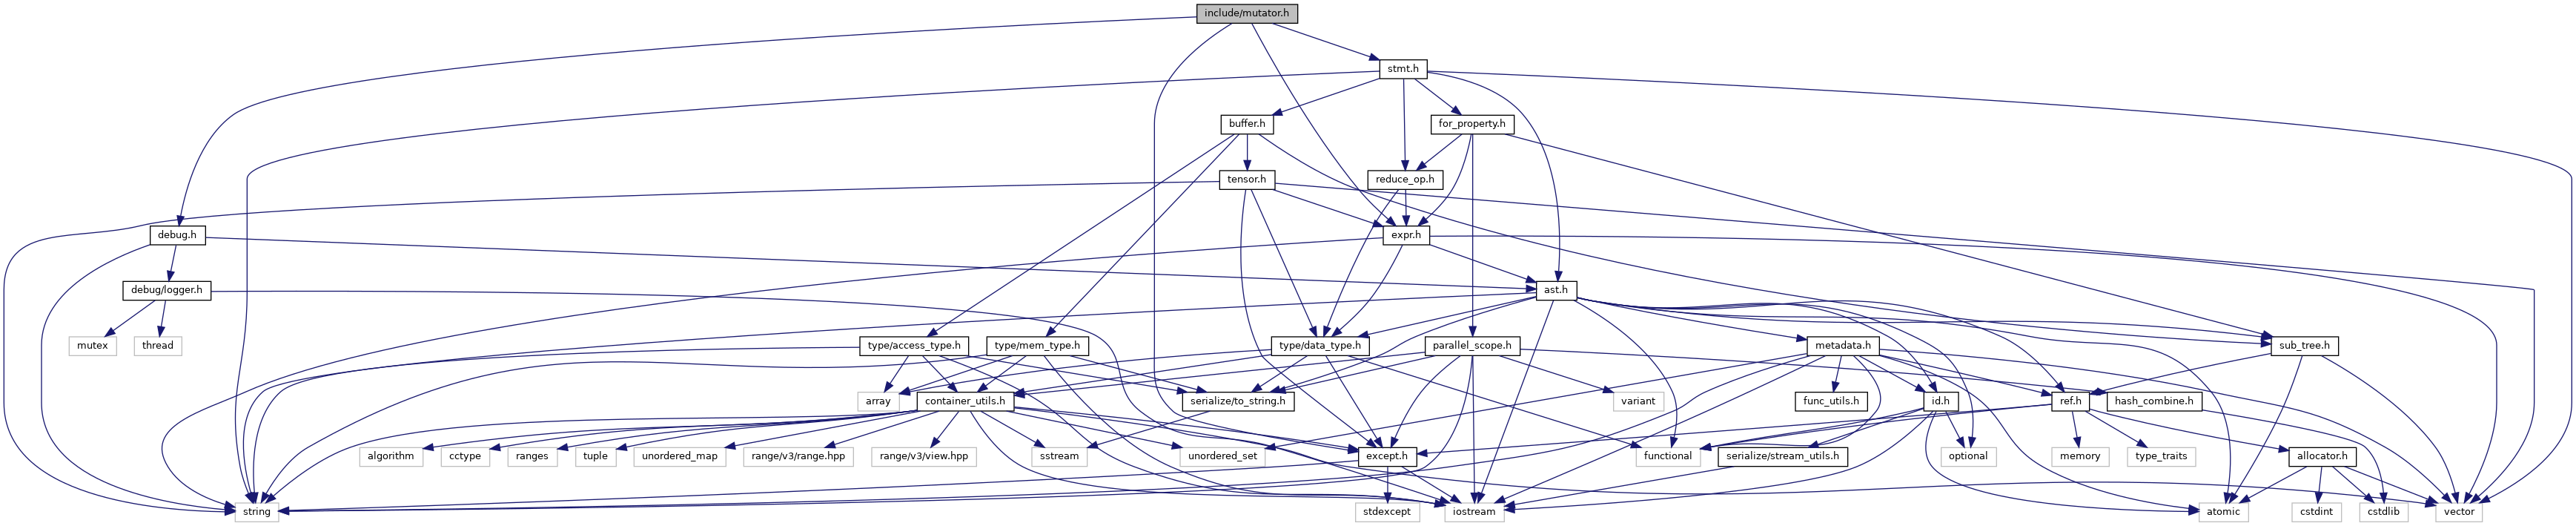 include/mutator.h
stmt.h
buffer.h
for_property.h
tensor.h
reduce_op.h
debug.h
expr.h
debug/logger.h
ast.h
mutex
thread
type/access_type.h
type/mem_type.h
type/data_type.h
parallel_scope.h
metadata.h
sub_tree.h
array
container_utils.h
serialize/to_string.h
variant
func_utils.h
id.h
ref.h
hash_combine.h
algorithm
cctype
ranges
tuple
unordered_map
range/v3/range.hpp
range/v3/view.hpp
sstream
unordered_set
except.h
functional
serialize/stream_utils.h
optional
memory
type_traits
allocator.h
string
stdexcept
iostream
atomic
cstdint
cstdlib
vector